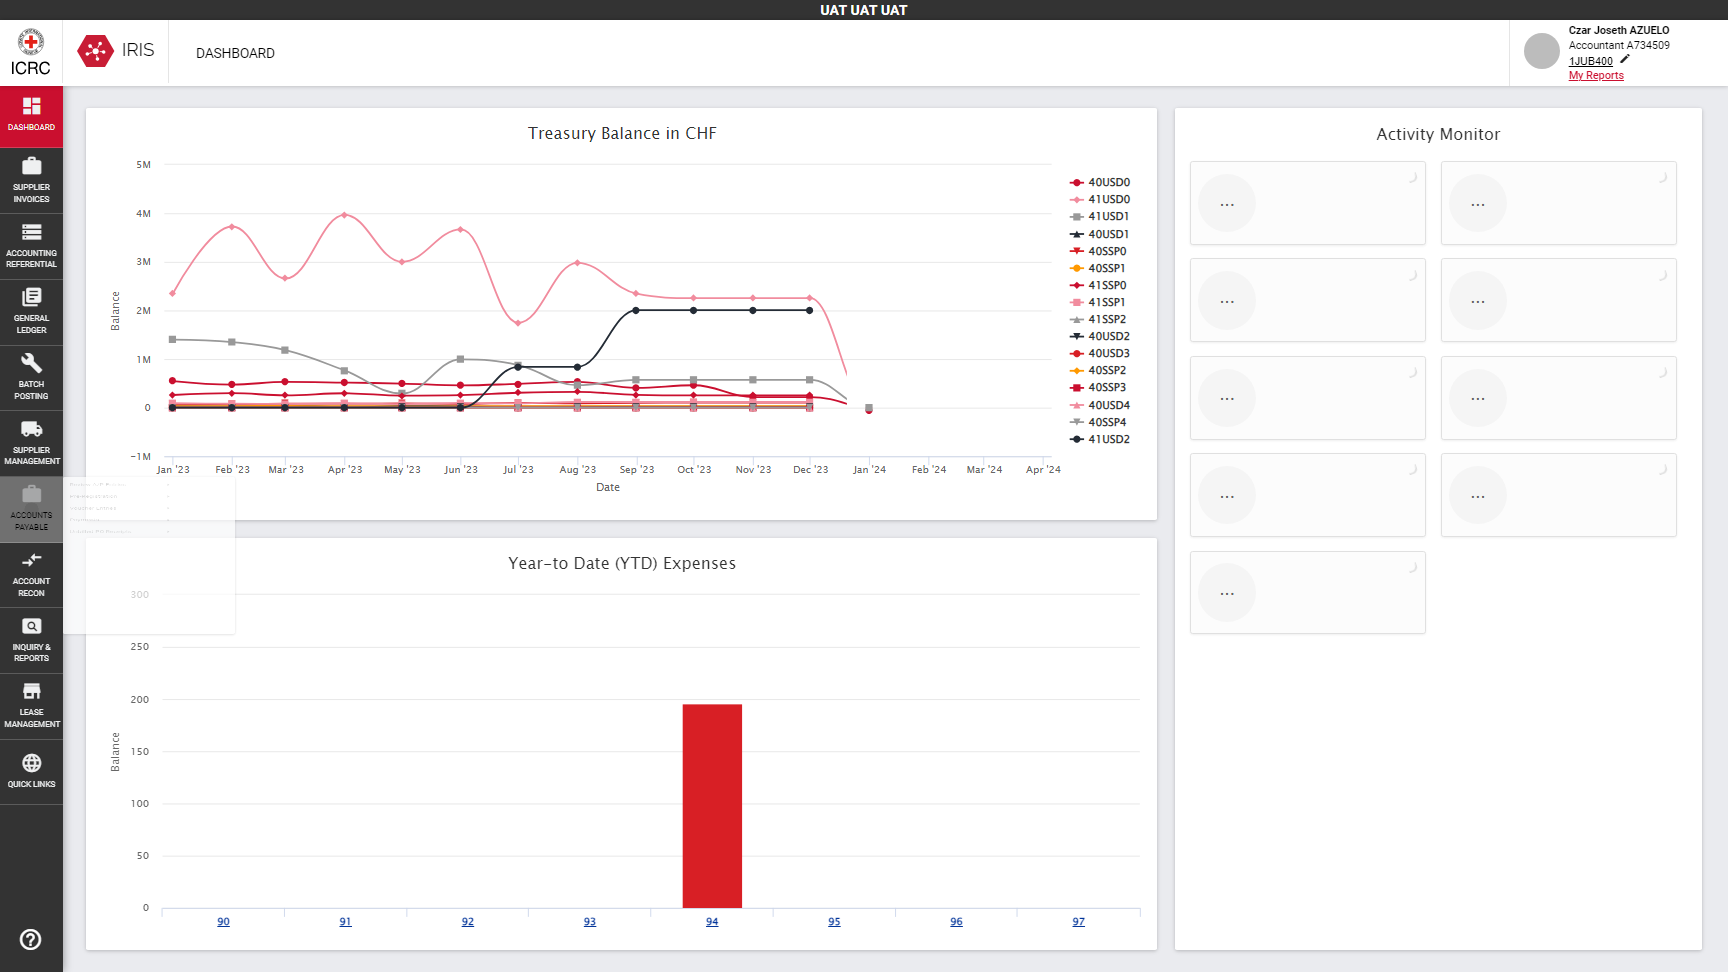 UAT UAT UAT
ICRC
IRIS
DASHBOARD
Czar Joseth AZUELO
Accountant A734509
1JUB400
My Reports
DASHBOARD
SUPPLIER
INVOICES
ACCOUNTING
REFERENTIAL
GENERAL
LEDGER
BATCH
POSTING
SUPPLIER
MANAGEMENT
ACCOUNTS
PAYABLE
ACCOUNT
RECON
INQUIRY &
REPORTS
LEASE
MANAGEMENT
QUICK LINKS
Treasury Balance in CHF
5M
4M
3M
2M
1M
0
−1M
Balance
Jan '23 Feb '23 Mar '23 Apr '23 May '23 Jun '23 Jul '23 Aug '23 Sep '23 Oct '23 Nov '23 Dec '23 Jan '24 Feb '24 Mar '24 Apr '24
Date
40USD0
41USD0
41USD1
40USD1
40SSP0
40SSP1
41SSP0
41SSP1
41SSP2
40USD2
40USD3
40SSP2
40SSP3
40USD4
40SSP4
41USD2
Year-to Date (YTD) Expenses
300
250
200
150
100
50
0
Balance
90 91 92 93 94 95 96 97
Activity Monitor
... ...
... ...
... ...
... ...
...